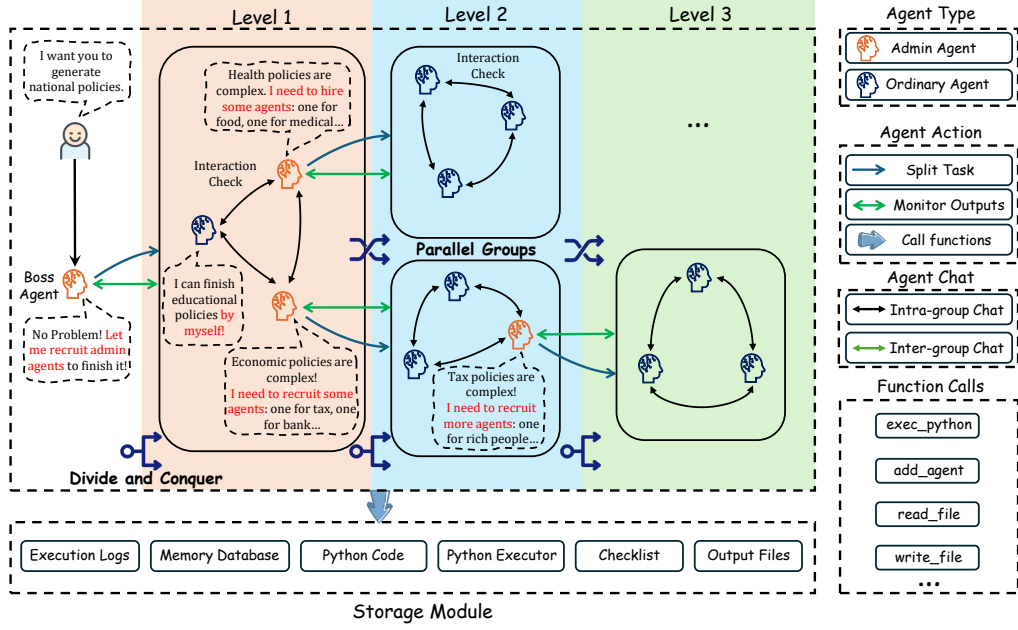 Level 1
Level 2
Level 3
I want you to
generate
national policies.
Boss
Agent
No Problem! Let
me recruit admin
agents to finish it!
Divide and Conquer
Health policies are
complex. I need to hire
some agents: one for
food, one for medical…
Interaction
Check
I can finish
educational
policies by
myself!
Economic policies are
complex!
I need to recruit some
agents: one for tax, one
for bank…
Interaction
Check
Parallel Groups
Tax policies are
complex!
I need to recruit
more agents: one
for rich people…
...
Execution Logs
Memory Database
Python Code
Python Executor
Checklist
Output Files
Storage Module
Agent Type
Admin Agent
Ordinary Agent
Agent Action
Split Task
Monitor Outputs
Call functions
Agent Chat
Intra-group Chat
Inter-group Chat
Function Calls
exec_python
add_agent
read_file
write_file
...